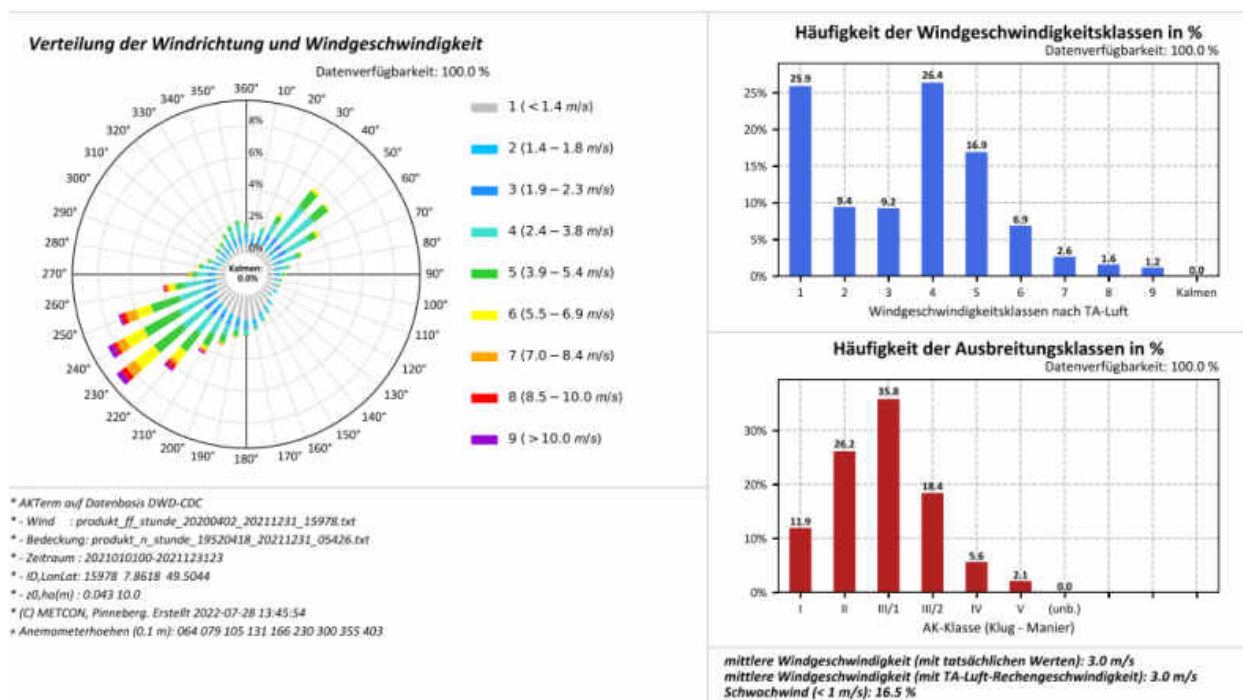 Verteilung der Windrichtung und Windgeschwindigkeit
Datenverfügbarkeit: 100.0 %
360°
10°
20°
30°
40°
50°
60°
70°
80°
90°
100°
110°
120°
130°
140°
150°
160°
170°
180°
190°
200°
210°
220°
230°
240°
250°
260°
270°
280°
290°
300°
310°
320°
330°
340°
350°
8%
6%
4%
2%
0%
Kalmen:
0.0%
1 (< 1.4 m/s)
2 (1.4 − 1.8 m/s)
3 (1.9 − 2.3 m/s)
4 (2.4 − 3.8 m/s)
5 (3.9 − 5.4 m/s)
6 (5.5 − 6.9 m/s)
7 (7.0 − 8.4 m/s)
8 (8.5 − 10.0 m/s)
9 (> 10.0 m/s)
* AKTerm auf Datenbasis DWD-CDC
* - Wind : produkt_ff_stunde_20200402_20211231_15978.txt
* - Bedeckung: produkt_n_stunde_19520418_20211231_05426.txt
* - Zeitraum : 2021010100-2021123123
* - ID,LonLat: 15978 7.8618 49.5044
* - z0,ha(m) : 0.043 10.0
* (C) METCON, Pinneberg. Erstellt 2022-07-28 13:45:54
+ Anemometerhoehen (0.1 m): 064 079 105 131 166 230 300 355 403
Häufigkeit der Windgeschwindigkeitsklassen in %
Datenverfügbarkeit: 100.0 %
25%
20%
15%
10%
5%
0%
25.9
9.4
9.2
26.4
16.9
6.9
2.6
1.6
1.2
0.0
1 2 3 4 5 6 7 8 9 Kalmen
Windgeschwindigkeitsklassen nach TA-Luft
Häufigkeit der Ausbreitungsklassen in %
Datenverfügbarkeit: 100.0 %
30%
20%
10%
0%
11.9
26.2
35.8
18.4
5.6
2.1
0.0
I II III/1 III/2 IV V (unb.)
AK-Klasse (Klug - Manier)
mittlere Windgeschwindigkeit (mit tatsächlichen Werten): 3.0 m/s
mittlere Windgeschwindigkeit (mit TA-Luft-Rechengeschwindigkeit): 3.0 m/s
Schwachwind (< 1 m/s): 16.5 %